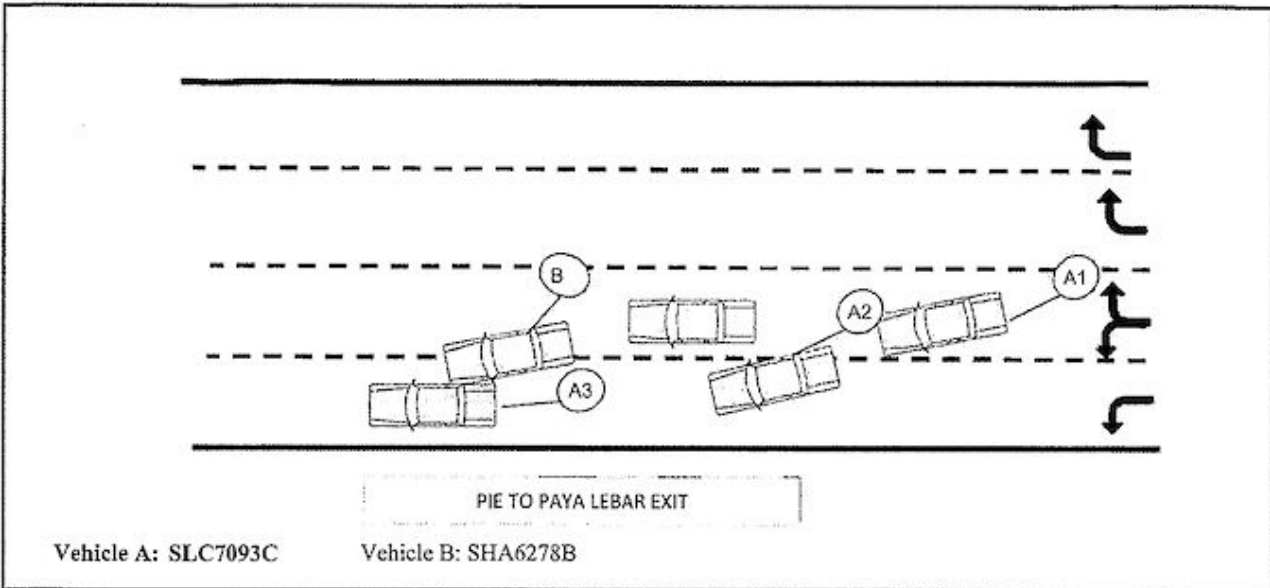 A1
B
A2
A3
PIE TO PAYA LEBAR EXIT
Vehicle A: SLC7093C Vehicle B: SHA6278B